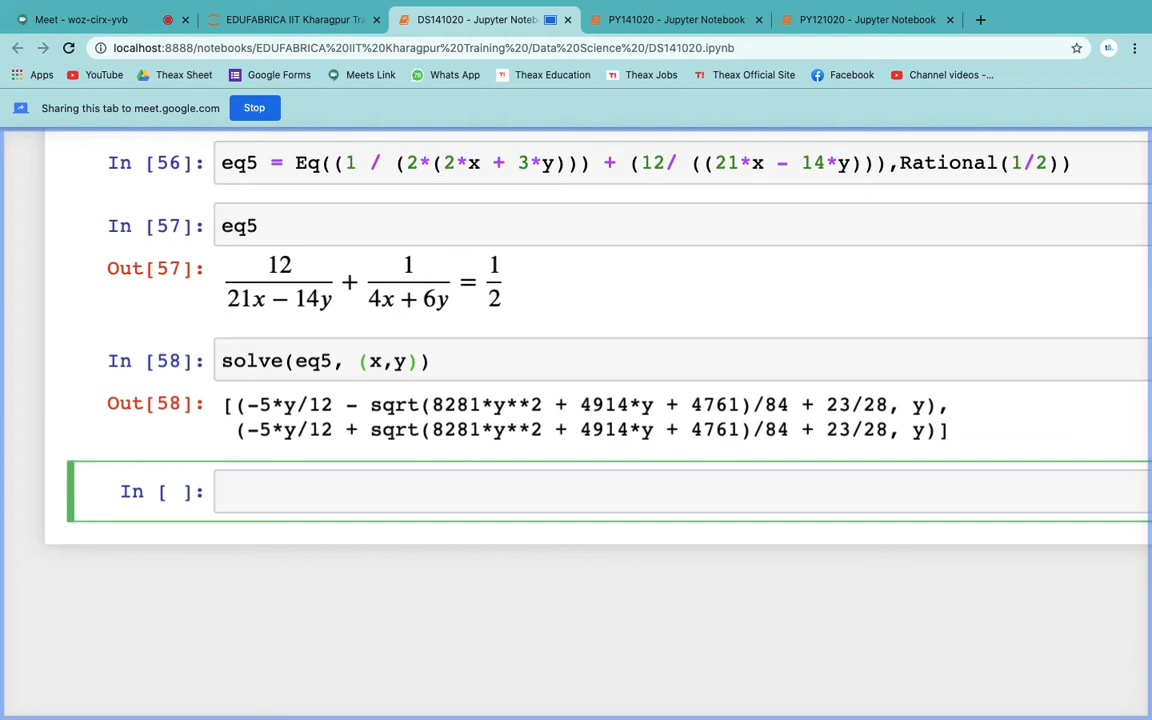 Meet - woz-cirx-yvb
EDUFABRICA IIT Kharagpur Tra
DS141020 - Jupyter Noteb
PY141020 - Jupyter Notebook
PY121020 - Jupyter Notebook
localhost:8888/notebooks/EDUFABRICA%20IIT%20Kharagpur%20Training%20/Data%20Science%20/DS141020.ipynb
Apps YouTube Theax Sheet Google Forms Meets Link Whats App Theax Education Theax Jobs Theax Official Site Facebook Channel videos -...
Sharing this tab to meet.google.com Stop
In [56]: eq5 = Eq((1 / (2*(2*x + 3*y))) + (12/ ((21*x - 14*y))),Rational(1/2))
In [57]: eq5
Out[57]: 12/(21x − 14y) + 1/(4x + 6y) = 1/2
In [58]: solve(eq5, (x,y))
Out[58]: [(-5*y/12 - sqrt(8281*y**2 + 4914*y + 4761)/84 + 23/28, y),
(-5*y/12 + sqrt(8281*y**2 + 4914*y + 4761)/84 + 23/28, y)]
In [ ]: